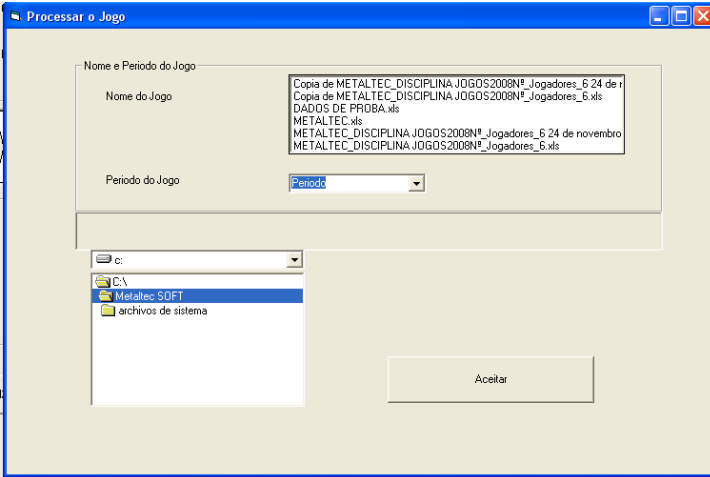 Processar o Jogo
Nome e Periodo do Jogo
Nome do Jogo
Copia de METALTEC_DISCIPLINA JOGOS2008Nº_Jogadores_6 24 de
Copia de METALTEC_DISCIPLINA JOGOS2008Nº_Jogadores_6.xls
DADOS DE PROBA.xls
METALTEC.xls
METALTEC_DISCIPLINA JOGOS2008Nº_Jogadores_6 24 de novembro
METALTEC_DISCIPLINA JOGOS2008Nº_Jogadores_6.xls
Periodo do Jogo
Periodo
c:
C:\
Metaltec SOFT
archivos de sistema
Aceitar